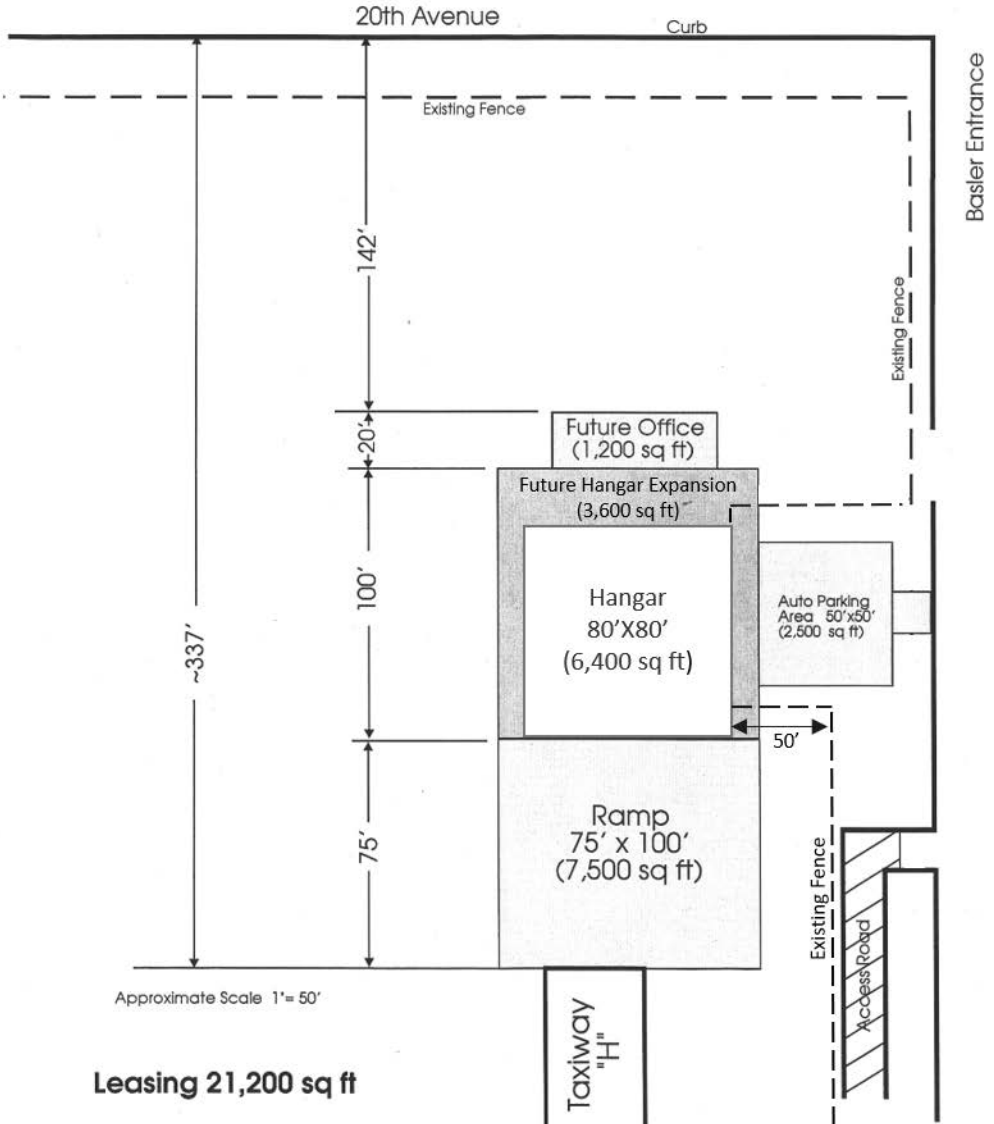 20th Avenue
Curb
Basler Entrance
Existing Fence
142'
Existing Fence
20'
Future Office
(1,200 sq ft)
Future Hangar Expansion
(3,600 sq ft)
100'
Hangar
80'X80'
(6,400 sq ft)
Auto Parking
Area 50'x50'
(2,500 sq ft)
~337'
50'
75'
Ramp
75' x 100'
(7,500 sq ft)
Existing Fence
Access Road
Approximate Scale 1"= 50'
Taxiway
"H"
Leasing 21,200 sq ft